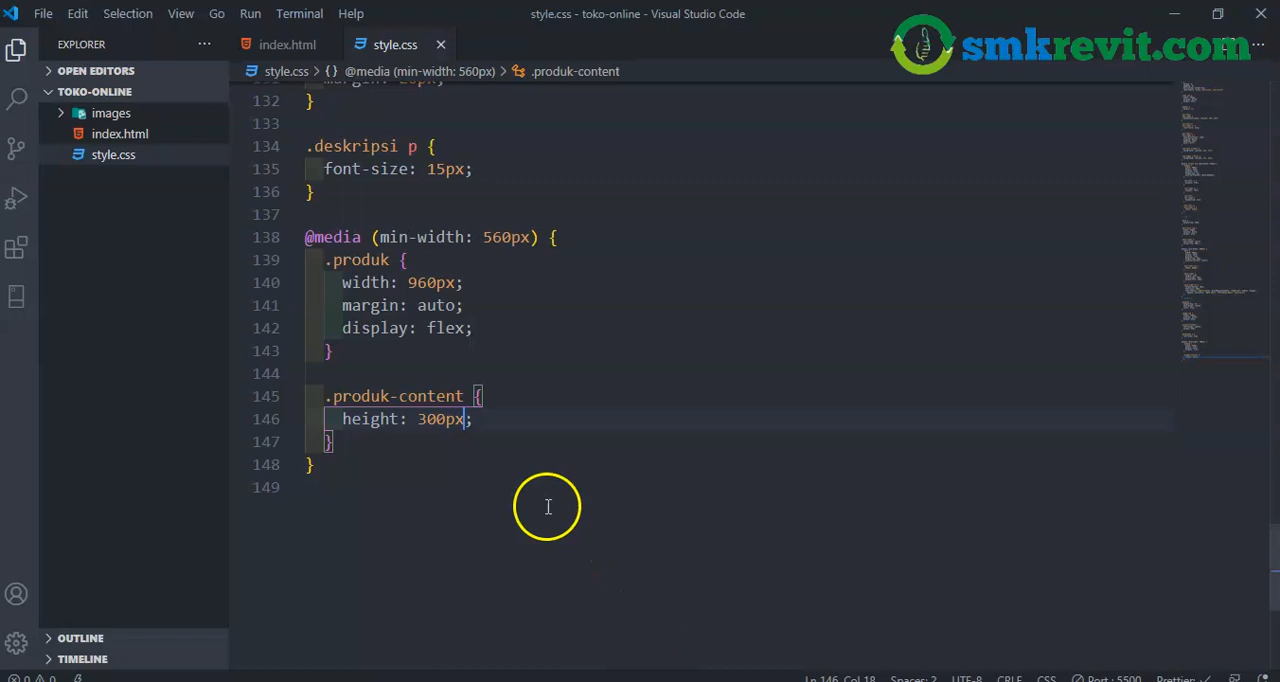 File Edit Selection View Go Run Terminal Help style.css - toko-online - Visual Studio Code
smkrevit.com
EXPLORER
index.html style.css
OPEN EDITORS
TOKO-ONLINE
images
index.html
style.css
OUTLINE
TIMELINE
style.css > { } @media (min-width: 560px) > .produk-content
margin: 20px;
132 }
133
134 .deskripsi p {
135 font-size: 15px;
136 }
137
138 @media (min-width: 560px) {
139 .produk {
140 width: 960px;
141 margin: auto;
142 display: flex;
143 }
144
145 .produk-content {
146 height: 300px;
147 }
148 }
149
0 0 Ln 146, Col 18 Spaces: 2 UTF-8 CRLF CSS Port : 5500 Prettier